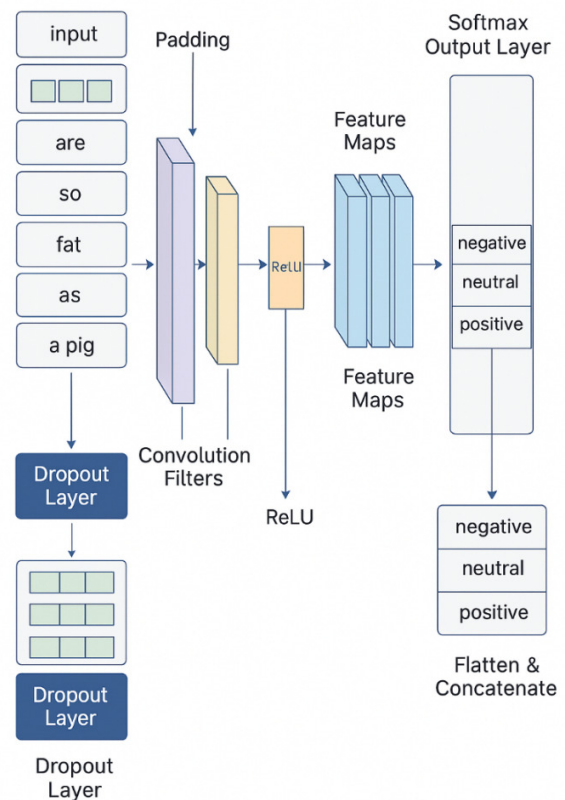 input
are
so
fat
as
a pig
Dropout
Layer
Dropout
Layer
Dropout
Layer
Padding
Convolution
Filters
ReLU
ReLU
Feature
Maps
Feature
Maps
Softmax
Output Layer
negative
neutral
positive
negative
neutral
positive
Flatten &
Concatenate